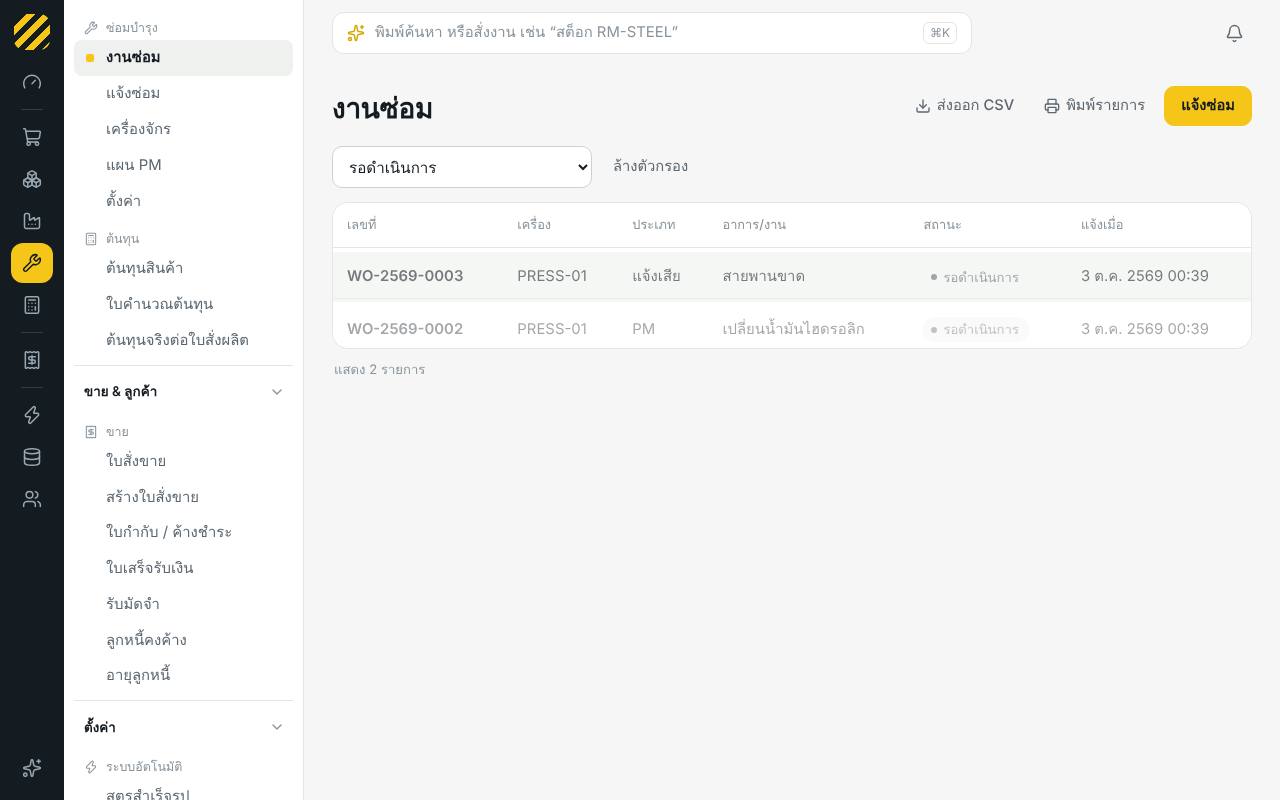 ซ่อมบำรุง
งานซ่อม
แจ้งซ่อม
เครื่องจักร
แผน PM
ตั้งค่า
ต้นทุน
ต้นทุนสินค้า
ใบคำนวณต้นทุน
ต้นทุนจริงต่อใบสั่งผลิต
ขาย & ลูกค้า
ขาย
ใบสั่งขาย
สร้างใบสั่งขาย
ใบกำกับ / ค้างชำระ
ใบเสร็จรับเงิน
รับมัดจำ
ลูกหนี้คงค้าง
อายุลูกหนี้
ตั้งค่า
ระบบอัตโนมัติ
สูตรสำเร็จรูป
พิมพ์ค้นหา หรือสั่งงาน เช่น “สต็อก RM-STEEL” ⌘K
งานซ่อม
ส่งออก CSV พิมพ์รายการ แจ้งซ่อม
รอดำเนินการ ล้างตัวกรอง
เลขที่ เครื่อง ประเภท อาการ/งาน สถานะ แจ้งเมื่อ
WO-2569-0003 PRESS-01 แจ้งเสีย สายพานขาด รอดำเนินการ 3 ต.ค. 2569 00:39
WO-2569-0002 PRESS-01 PM เปลี่ยนน้ำมันไฮดรอลิก รอดำเนินการ 3 ต.ค. 2569 00:39
แสดง 2 รายการ